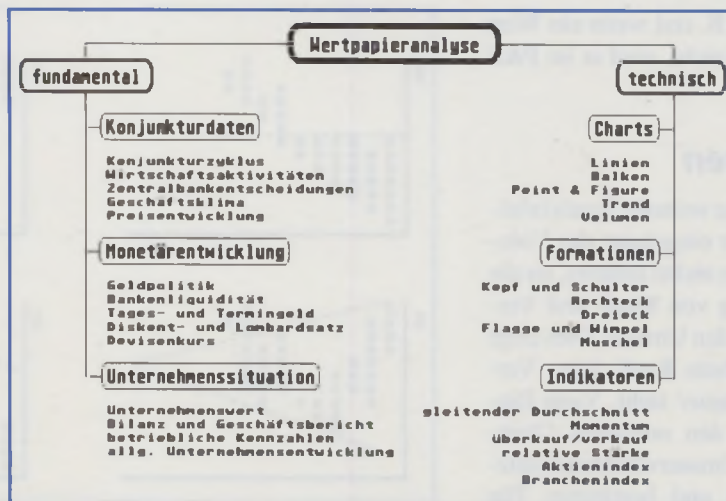 Wertpapieranalyse
fundamental
Konjunkturdaten
Konjunkturzyklus
Wirtschaftsaktivitäten
Zentralbankentscheidungen
Geschäftsklima
Preisentwicklung
Monetärentwicklung
Geldpolitik
Bankenliquidität
Tages- und Termingeld
Diskont- und Lombardsatz
Devisenkurs
Unternehmenssituation
Unternehmenswert
Bilanz und Geschäftsbericht
betriebliche Kennzahlen
allg. Unternehmensentwicklung
technisch
Charts
Linien
Balken
Point & Figure
Trend
Volumen
Formationen
Kopf und Schulter
Rechteck
Dreieck
Flagge und Wimpel
Muschel
Indikatoren
gleitender Durchschnitt
Momentum
überkauf/verkauf
relative Stärke
Aktienindex
Branchenindex